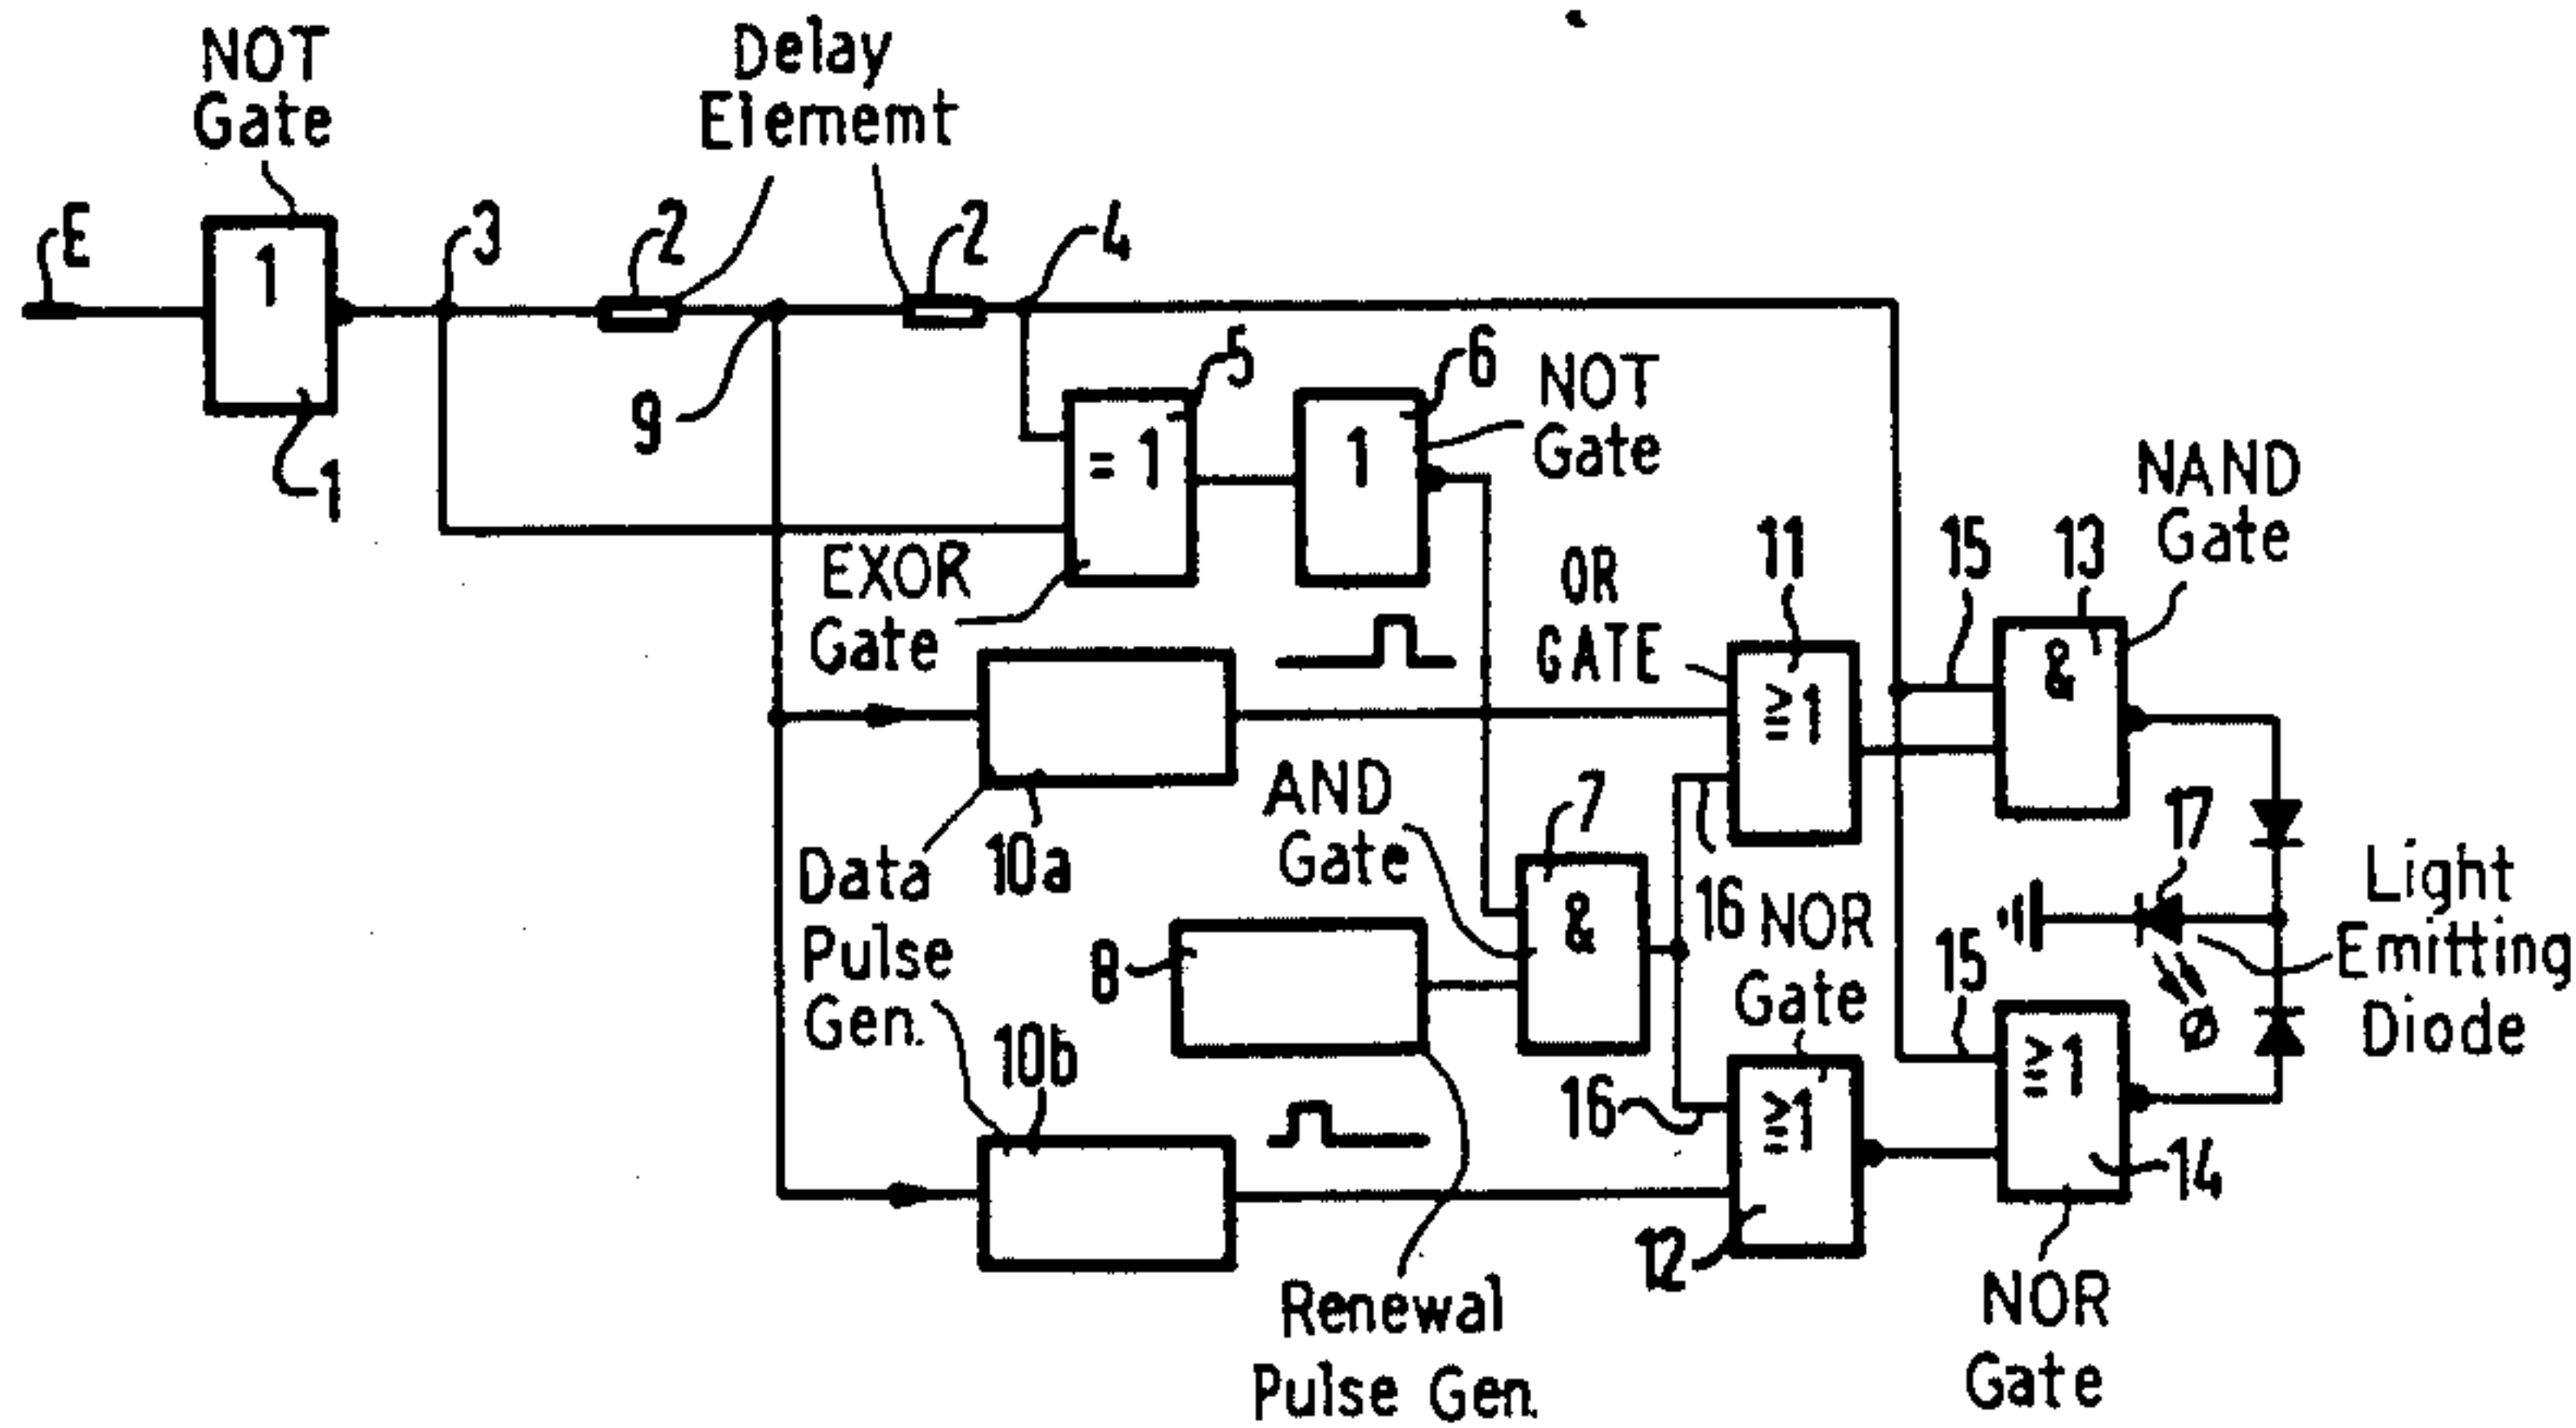 NOT
Gate
Delay
Elememt
E
1
3
2
2
4
1
9
5
6
NOT
Gate
= 1
1
EXOR
Gate
OR
GATE
11
≥1
15
13
NAND
Gate
&
10a
Data
Pulse
Gen.
AND
Gate
7
&
8
16
NOR
Gate
17
Light
Emitting
Diode
Ø
10b
16
≥1
12
15
≥1
14
Renewal
Pulse Gen.
NOR
Gate